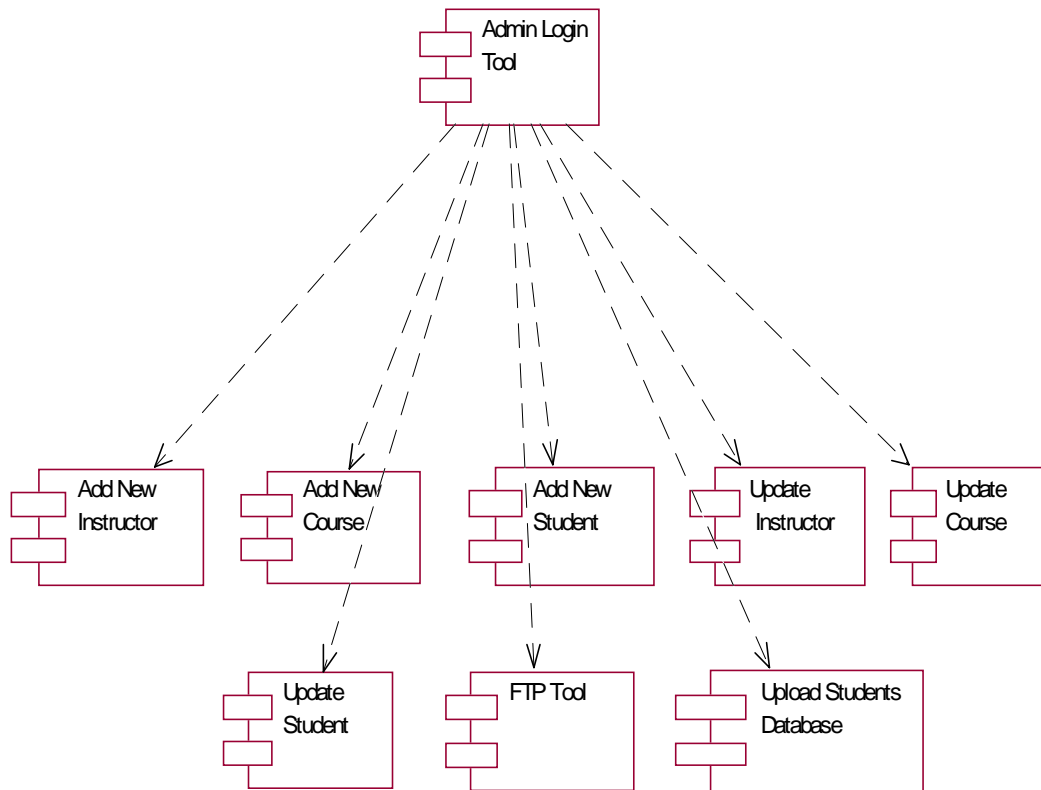 Admin Login
Tool
Add New
Instructor
Add New
Course
Add New
Student
Update
Instructor
Update
Course
Update
Student
FTP Tool
Upload Students
Database